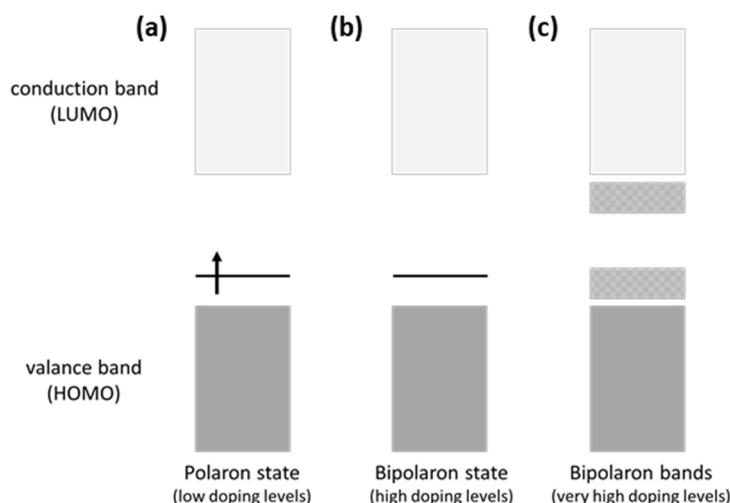 (a) (b) (c)
conduction band
(LUMO)
valance band
(HOMO)
Polaron state
(low doping levels)
Bipolaron state
(high doping levels)
Bipolaron bands
(very high doping levels)